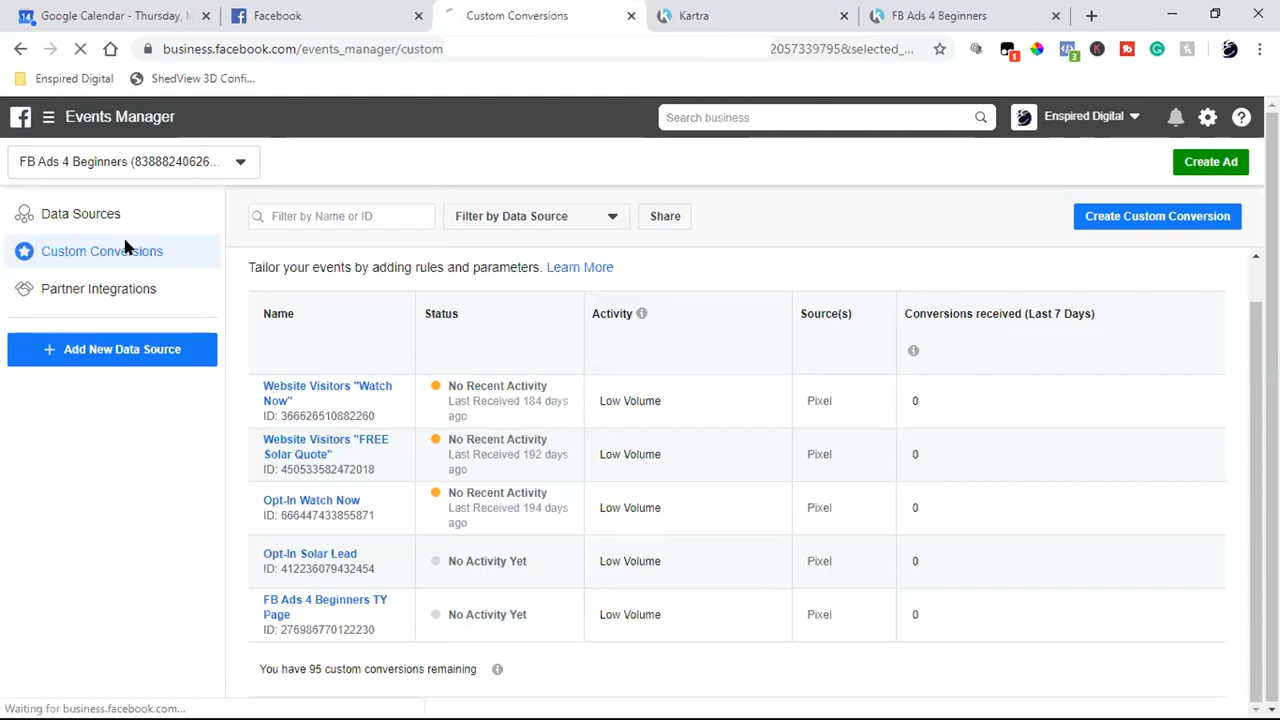 Google Calendar - Thursday, M
Facebook
Custom Conversions
Kartra
FB Ads 4 Beginners
business.facebook.com/events_manager/custom
2057339795&selected_...
1
3
Enspired Digital
ShedView 3D Confi...
Events Manager
Search business
Enspired Digital
FB Ads 4 Beginners (83888240626...
Create Ad
Data Sources
Custom Conversions
Partner Integrations
+ Add New Data Source
Filter by Name or ID
Filter by Data Source
Share
Create Custom Conversion
Tailor your events by adding rules and parameters. Learn More
Name
Status
Activity
Source(s)
Conversions received (Last 7 Days)
Website Visitors "Watch
Now"
ID: 366626510882260
No Recent Activity
Last Received 184 days
ago
Low Volume
Pixel
0
Website Visitors "FREE
Solar Quote"
ID: 450533582472018
No Recent Activity
Last Received 192 days
ago
Low Volume
Pixel
0
Opt-In Watch Now
ID: 666447433855871
No Recent Activity
Last Received 194 days
ago
Low Volume
Pixel
0
Opt-In Solar Lead
ID: 412236079432454
No Activity Yet
Low Volume
Pixel
0
FB Ads 4 Beginners TY
Page
ID: 276986770122230
No Activity Yet
Low Volume
Pixel
0
You have 95 custom conversions remaining
Waiting for business.facebook.com...